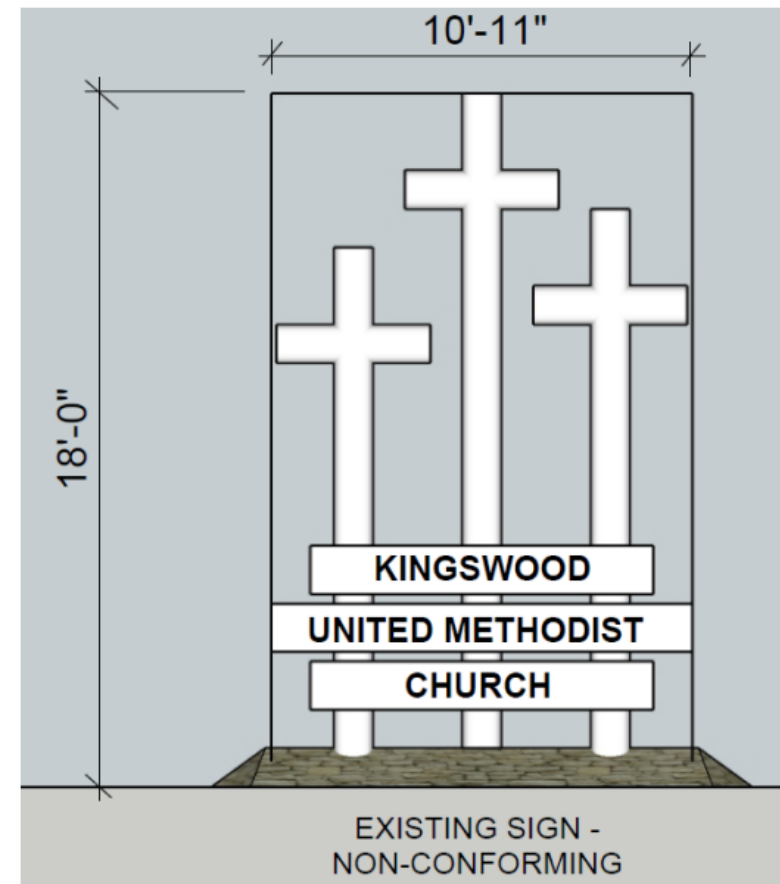 10'-11"
18'-0"
KINGSWOOD
UNITED METHODIST
CHURCH
EXISTING SIGN -
NON-CONFORMING